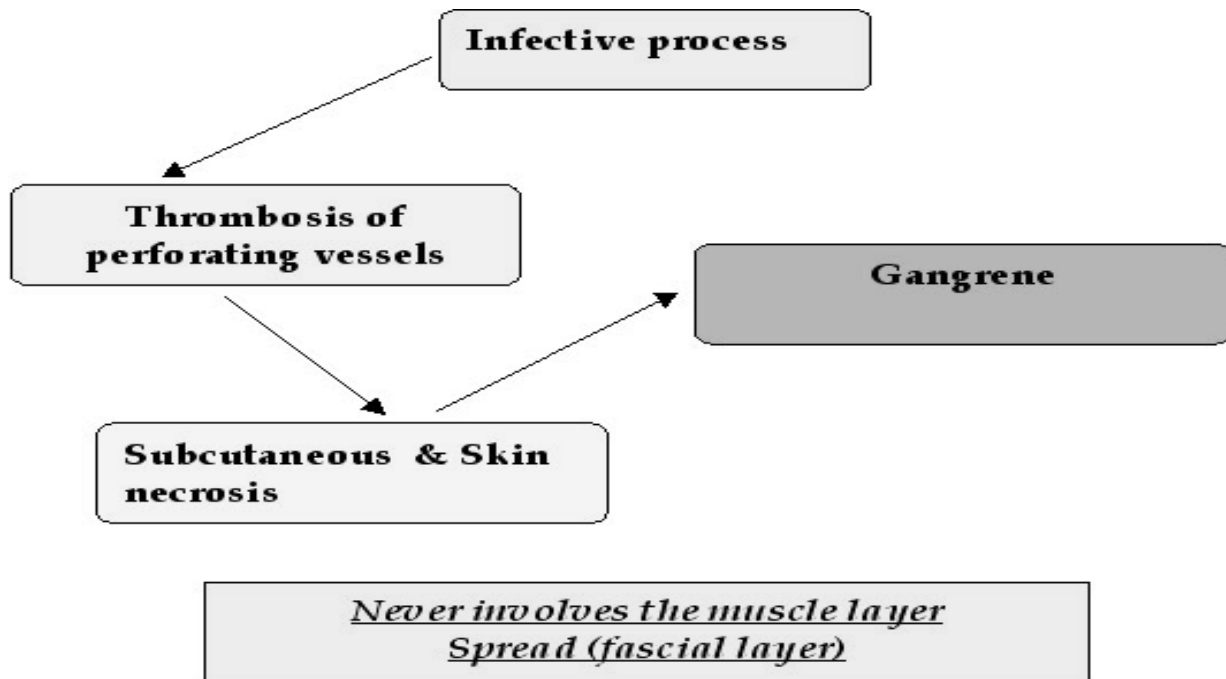 Infective process
Thrombosis of
perforating vessels
Gangrene
Subcutaneous & Skin
necrosis
Never involves the muscle layer
Spread (fascial layer)